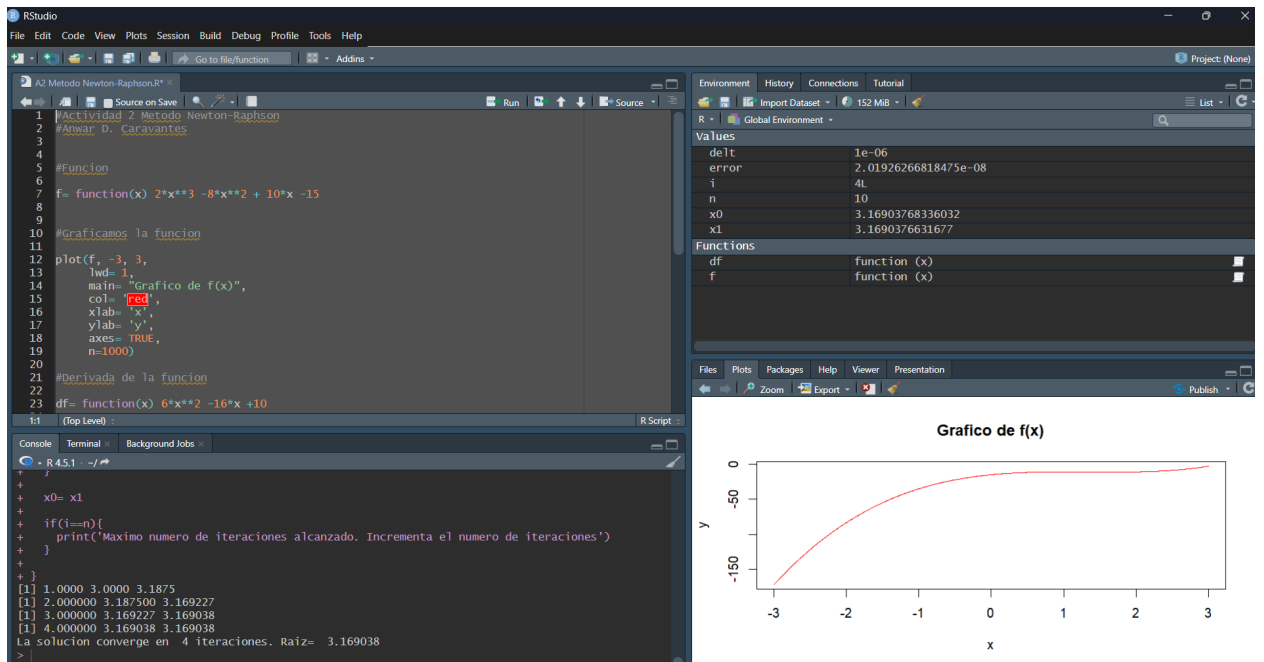 RStudio
File Edit Code View Plots Session Build Debug Profile Tools Help
Go to file/function Addins Project: (None)
A2 Metodo Newton-Raphson.R*
Source on Save Run Source
1 #Actividad 2 Metodo Newton-Raphson
2 #Anwar D. Caravantes
3
4
5 #Funcion
6
7 f= function(x) 2*x**3 -8*x**2 + 10*x -15
8
9
10 #Graficamos la funcion
11
12 plot(f, -3, 3,
13 lwd= 1,
14 main= "Grafico de f(x)",
15 col= 'red',
16 xlab= 'x',
17 ylab= 'y',
18 axes= TRUE,
19 n=1000)
20
21 #Derivada de la funcion
22
23 df= function(x) 6*x**2 -16*x +10
1:1 (Top Level) R Script
Console Terminal Background Jobs
R 4.5.1 · ~/
+ }
+
+ x0= x1
+
+ if(i==n){
+ print('Maximo numero de iteraciones alcanzado. Incrementa el numero de iteraciones')
+ }
+
+ }
[1] 1.0000 3.0000 3.1875
[1] 2.000000 3.187500 3.169227
[1] 3.000000 3.169227 3.169038
[1] 4.000000 3.169038 3.169038
La solucion converge en 4 iteraciones. Raiz= 3.169038
>
Environment History Connections Tutorial
Import Dataset 152 MiB List
R Global Environment
Values
delt 1e-06
error 2.01926266818475e-08
i 4L
n 10
x0 3.16903768336032
x1 3.1690376631677
Functions
df function (x)
f function (x)
Files Plots Packages Help Viewer Presentation
Zoom Export Publish
Grafico de f(x)
y
0
-50
-150
-3 -2 -1 0 1 2 3
x